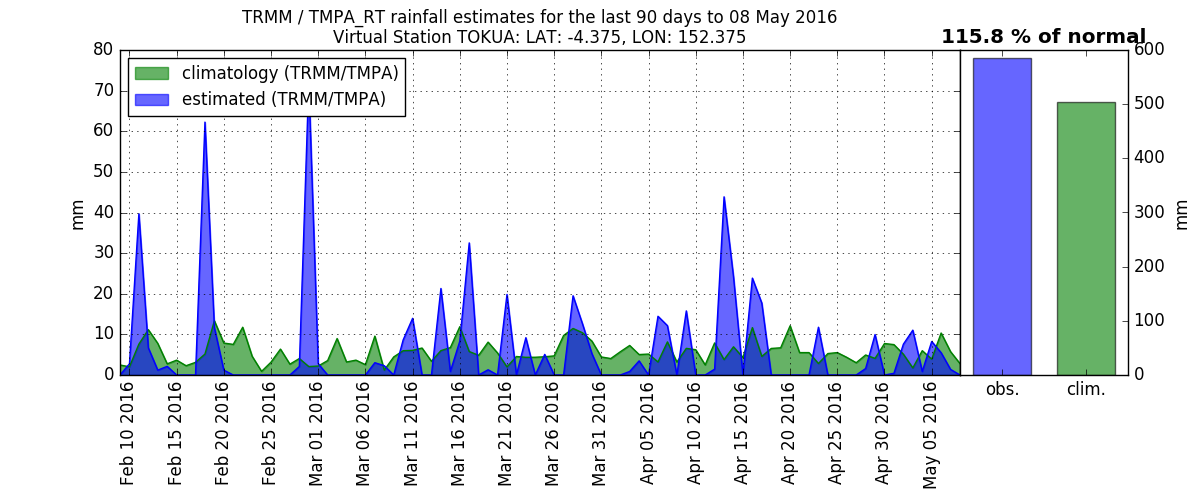 TRMM / TMPA_RT rainfall estimates for the last 90 days to 08 May 2016
Virtual Station TOKUA: LAT: -4.375, LON: 152.375
115.8 % of normal
climatology (TRMM/TMPA)
estimated (TRMM/TMPA)
mm
80
70
60
50
40
30
20
10
0
Feb 10 2016
Feb 15 2016
Feb 20 2016
Feb 25 2016
Mar 01 2016
Mar 06 2016
Mar 11 2016
Mar 16 2016
Mar 21 2016
Mar 26 2016
Mar 31 2016
Apr 05 2016
Apr 10 2016
Apr 15 2016
Apr 20 2016
Apr 25 2016
Apr 30 2016
May 05 2016
600
500
400
300
200
100
0
mm
obs.
clim.